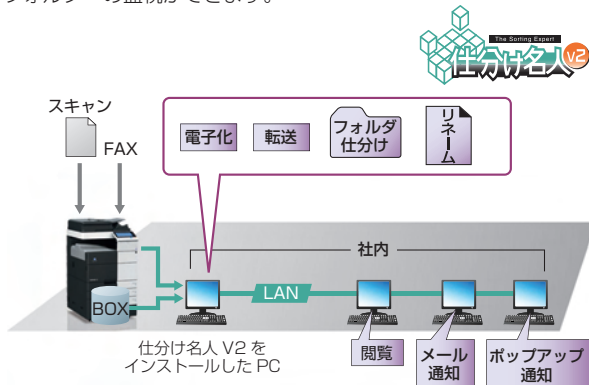 フォルダーの監視ができます。
The Sorting Expert
仕分け名人 V2
スキャン
FAX
電子化
転送
フォルダ
仕分け
リネーム
社内
BOX
LAN
仕分け名人 V2 を
インストールした PC
閲覧
メール
通知
ポップアップ
通知